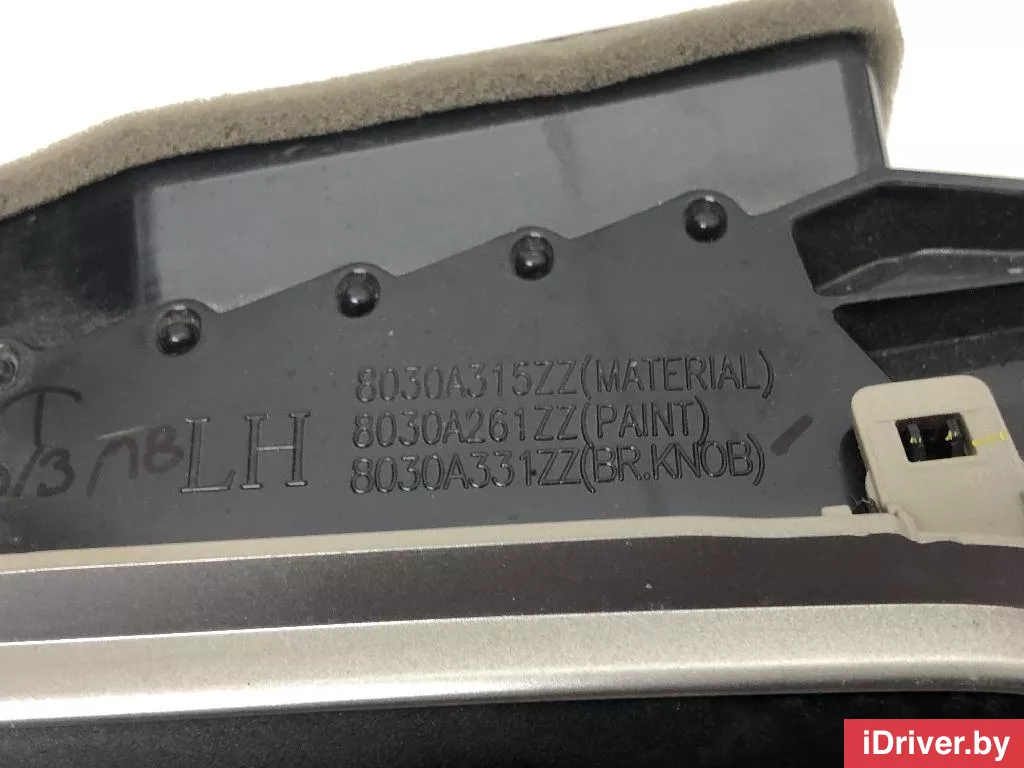 8030A315ZZ(MATERIAL)
LH 8030A261ZZ(PAINT)
8030A331ZZ(BR.KNOB)
iDriver.by